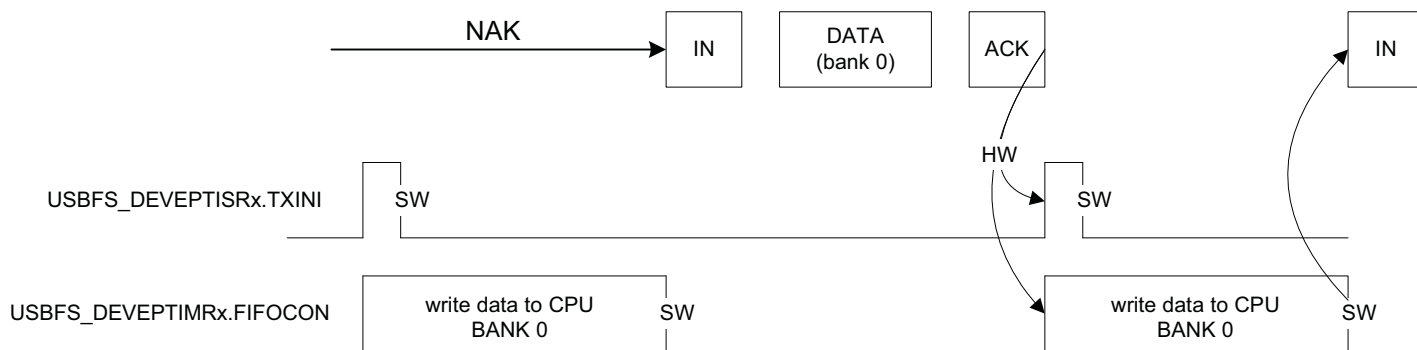 NAK
IN
DATA
(bank 0)
ACK
IN
HW
USBFS_DEVEPTISRx.TXINI
SW
SW
USBFS_DEVEPTIMRx.FIFOCON
write data to CPU
BANK 0
SW
write data to CPU
BANK 0
SW